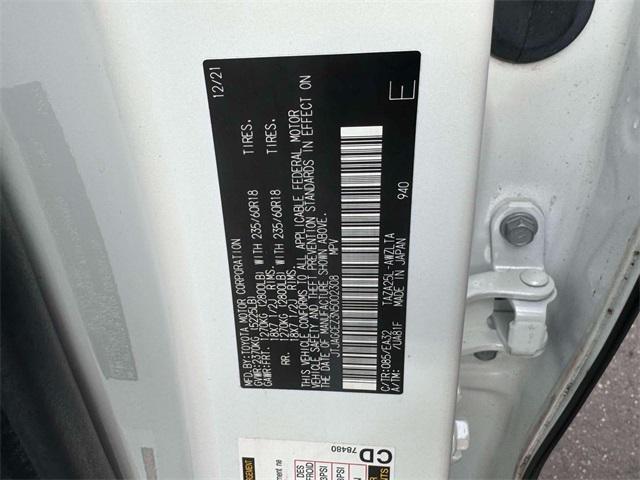 MFD.BY:TOYOTA MOTOR CORPORATION 12/21
GVWR:2370KG (5225LB)
GAWR:FRT. 1270KG (2800LB) WITH 235/60R18 TIRES.
18X7 1/2J RIMS.
RR. 1270KG (2800LB) WITH 235/60R18 TIRES.
18X7 1/2J RIMS.
THIS VEHICLE CONFORMS TO ALL APPLICABLE FEDERAL MOTOR
VEHICLE SAFETY AND THEFT PREVENTION STANDARDS IN EFFECT ON
THE DATE OF MANUFACTURE SHOWN ABOVE.
MPV
C/TR:085/EA32 TAZA25L-AWZLTA E
A/TM: /UA81F MADE IN JAPAN 940
CD
78480